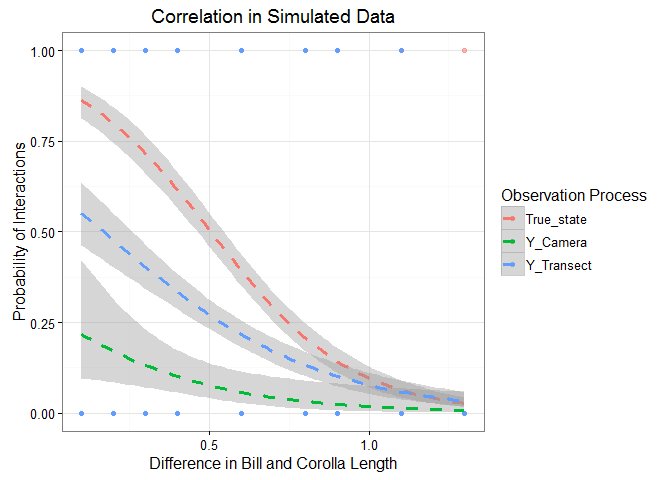 Correlation in Simulated Data
Probability of Interactions
1.00
0.75
0.50
0.25
0.00
0.5
1.0
Difference in Bill and Corolla Length
Observation Process
True_state
Y_Camera
Y_Transect